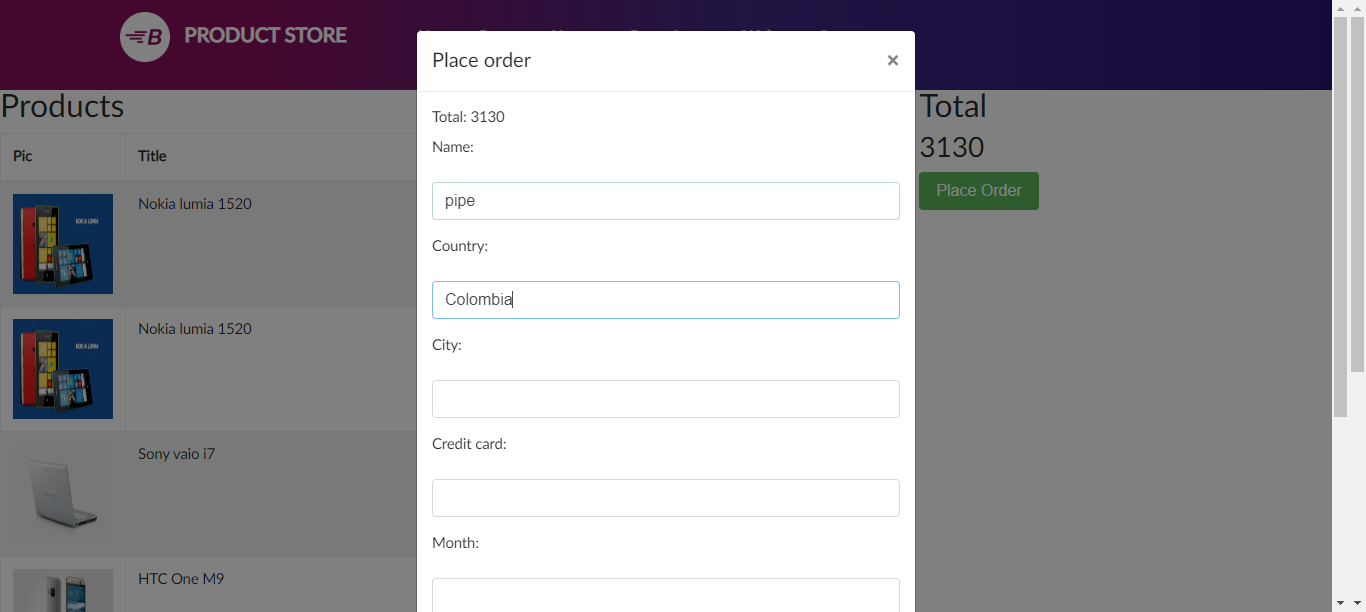 PRODUCT STORE
Place order
×
Total: 3130
Name:
pipe
Country:
Colombia
City:
Credit card:
Month:
Products
Pic
Title
Nokia lumia 1520
Nokia lumia 1520
Sony vaio i7
HTC One M9
Total
3130
Place Order